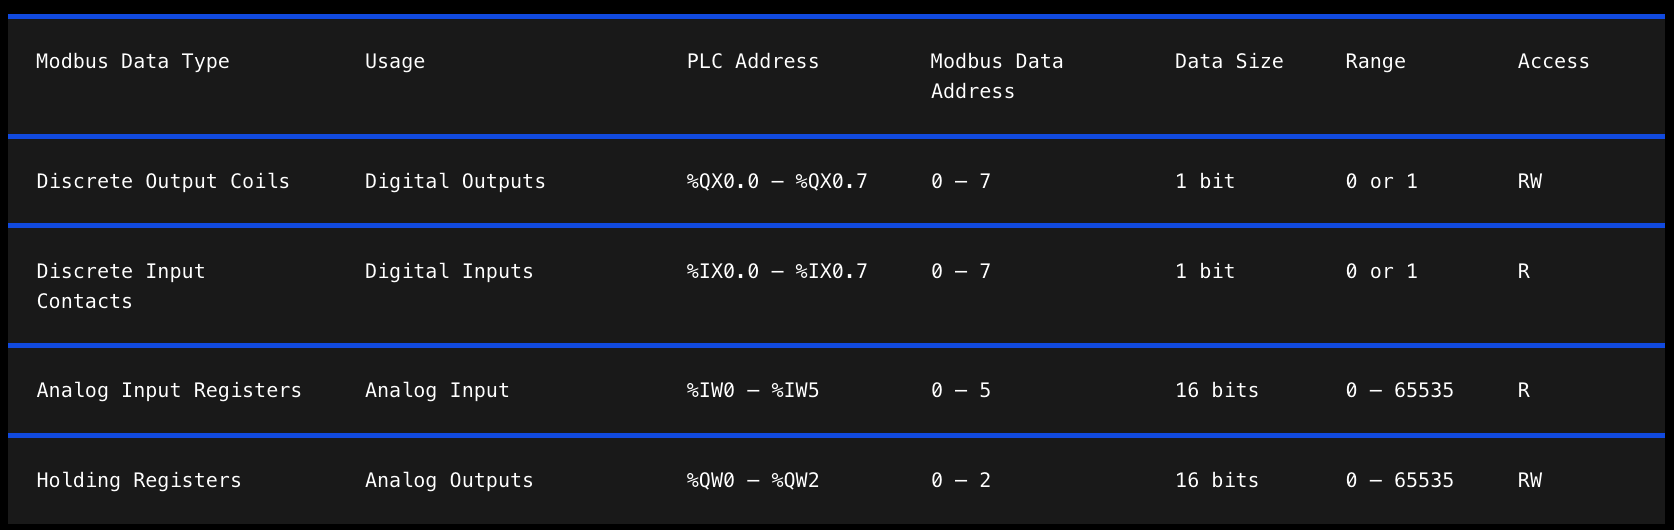 Modbus Data Type Usage PLC Address Modbus Data Address Data Size Range Access
Discrete Output Coils Digital Outputs %QX0.0 – %QX0.7 0 – 7 1 bit 0 or 1 RW
Discrete Input Contacts Digital Inputs %IX0.0 – %IX0.7 0 – 7 1 bit 0 or 1 R
Analog Input Registers Analog Input %IW0 – %IW5 0 – 5 16 bits 0 – 65535 R
Holding Registers Analog Outputs %QW0 – %QW2 0 – 2 16 bits 0 – 65535 RW